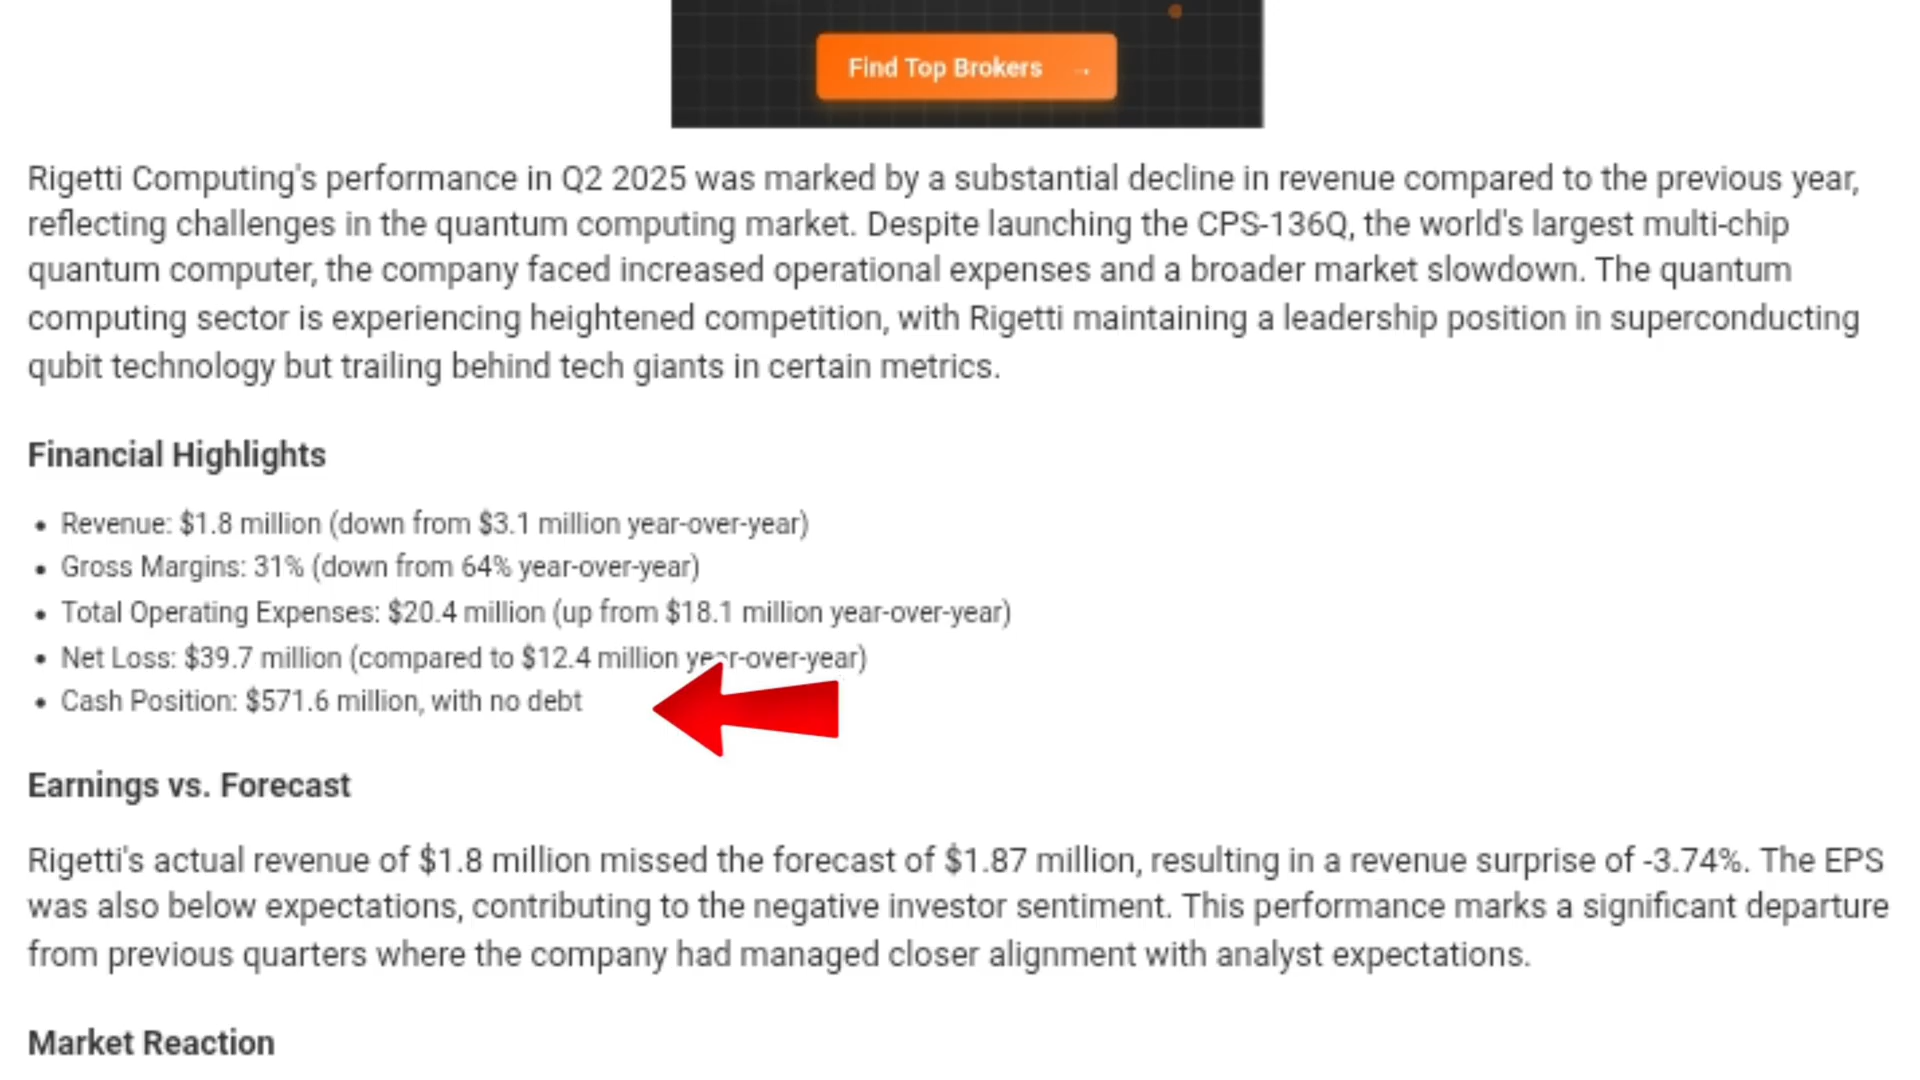 Find Top Brokers →
Rigetti Computing's performance in Q2 2025 was marked by a substantial decline in revenue compared to the previous year,
reflecting challenges in the quantum computing market. Despite launching the CPS-136Q, the world's largest multi-chip
quantum computer, the company faced increased operational expenses and a broader market slowdown. The quantum
computing sector is experiencing heightened competition, with Rigetti maintaining a leadership position in superconducting
qubit technology but trailing behind tech giants in certain metrics.
Financial Highlights
• Revenue: $1.8 million (down from $3.1 million year-over-year)
• Gross Margins: 31% (down from 64% year-over-year)
• Total Operating Expenses: $20.4 million (up from $18.1 million year-over-year)
• Net Loss: $39.7 million (compared to $12.4 million year-over-year)
• Cash Position: $571.6 million, with no debt
Earnings vs. Forecast
Rigetti's actual revenue of $1.8 million missed the forecast of $1.87 million, resulting in a revenue surprise of -3.74%. The EPS
was also below expectations, contributing to the negative investor sentiment. This performance marks a significant departure
from previous quarters where the company had managed closer alignment with analyst expectations.
Market Reaction